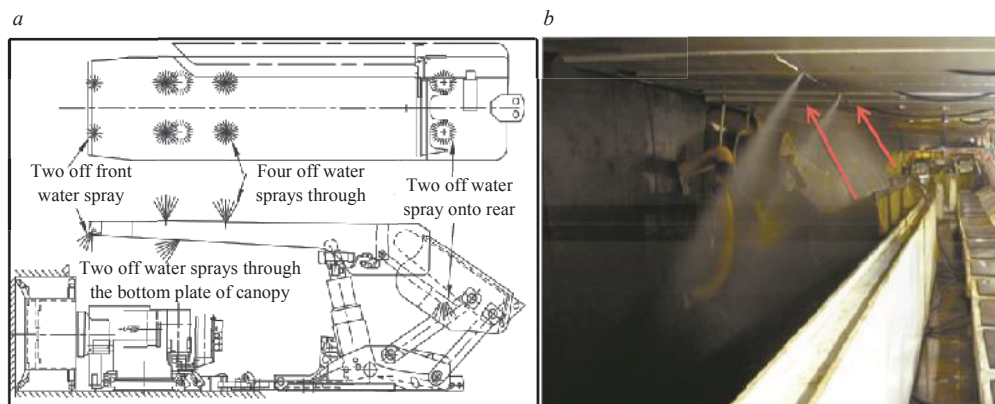 a
b
Two off front
water spray
Four off water
sprays through
Two off water
spray onto rear
Two off water sprays through
the bottom plate of canopy